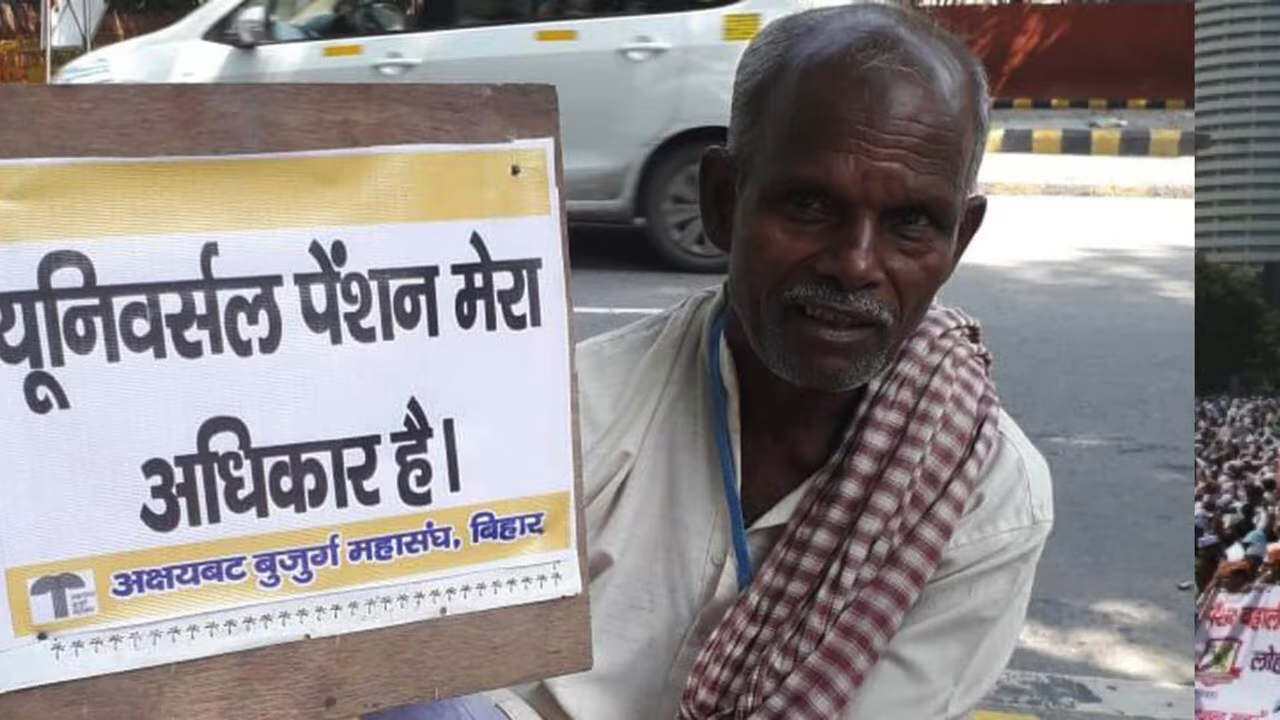 यूनिवर्सल पेंशन मेरा
अधिकार है।
अक्षयबट बुजुर्ग महासंघ, बिहार